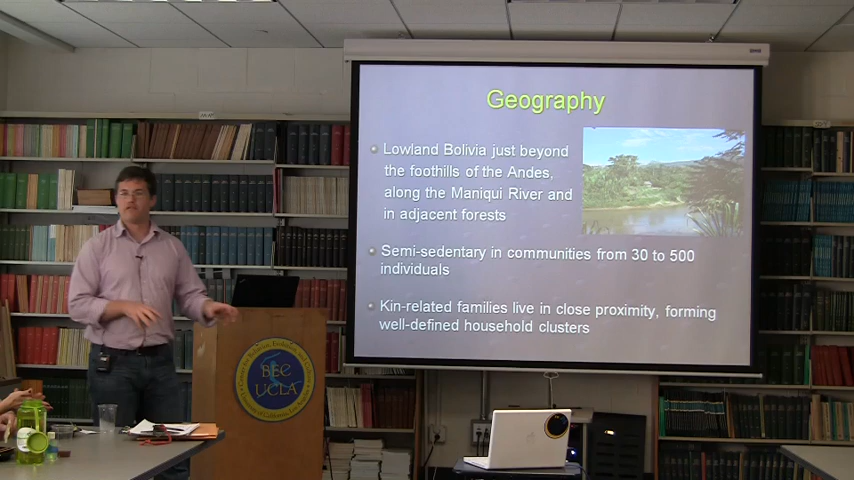 Geography
Lowland Bolivia just beyond
the foothills of the Andes,
along the Maniqui River and
in adjacent forests
Semi-sedentary in communities from 30 to 500
individuals
Kin-related families live in close proximity, forming
well-defined household clusters
BEC
UCLA